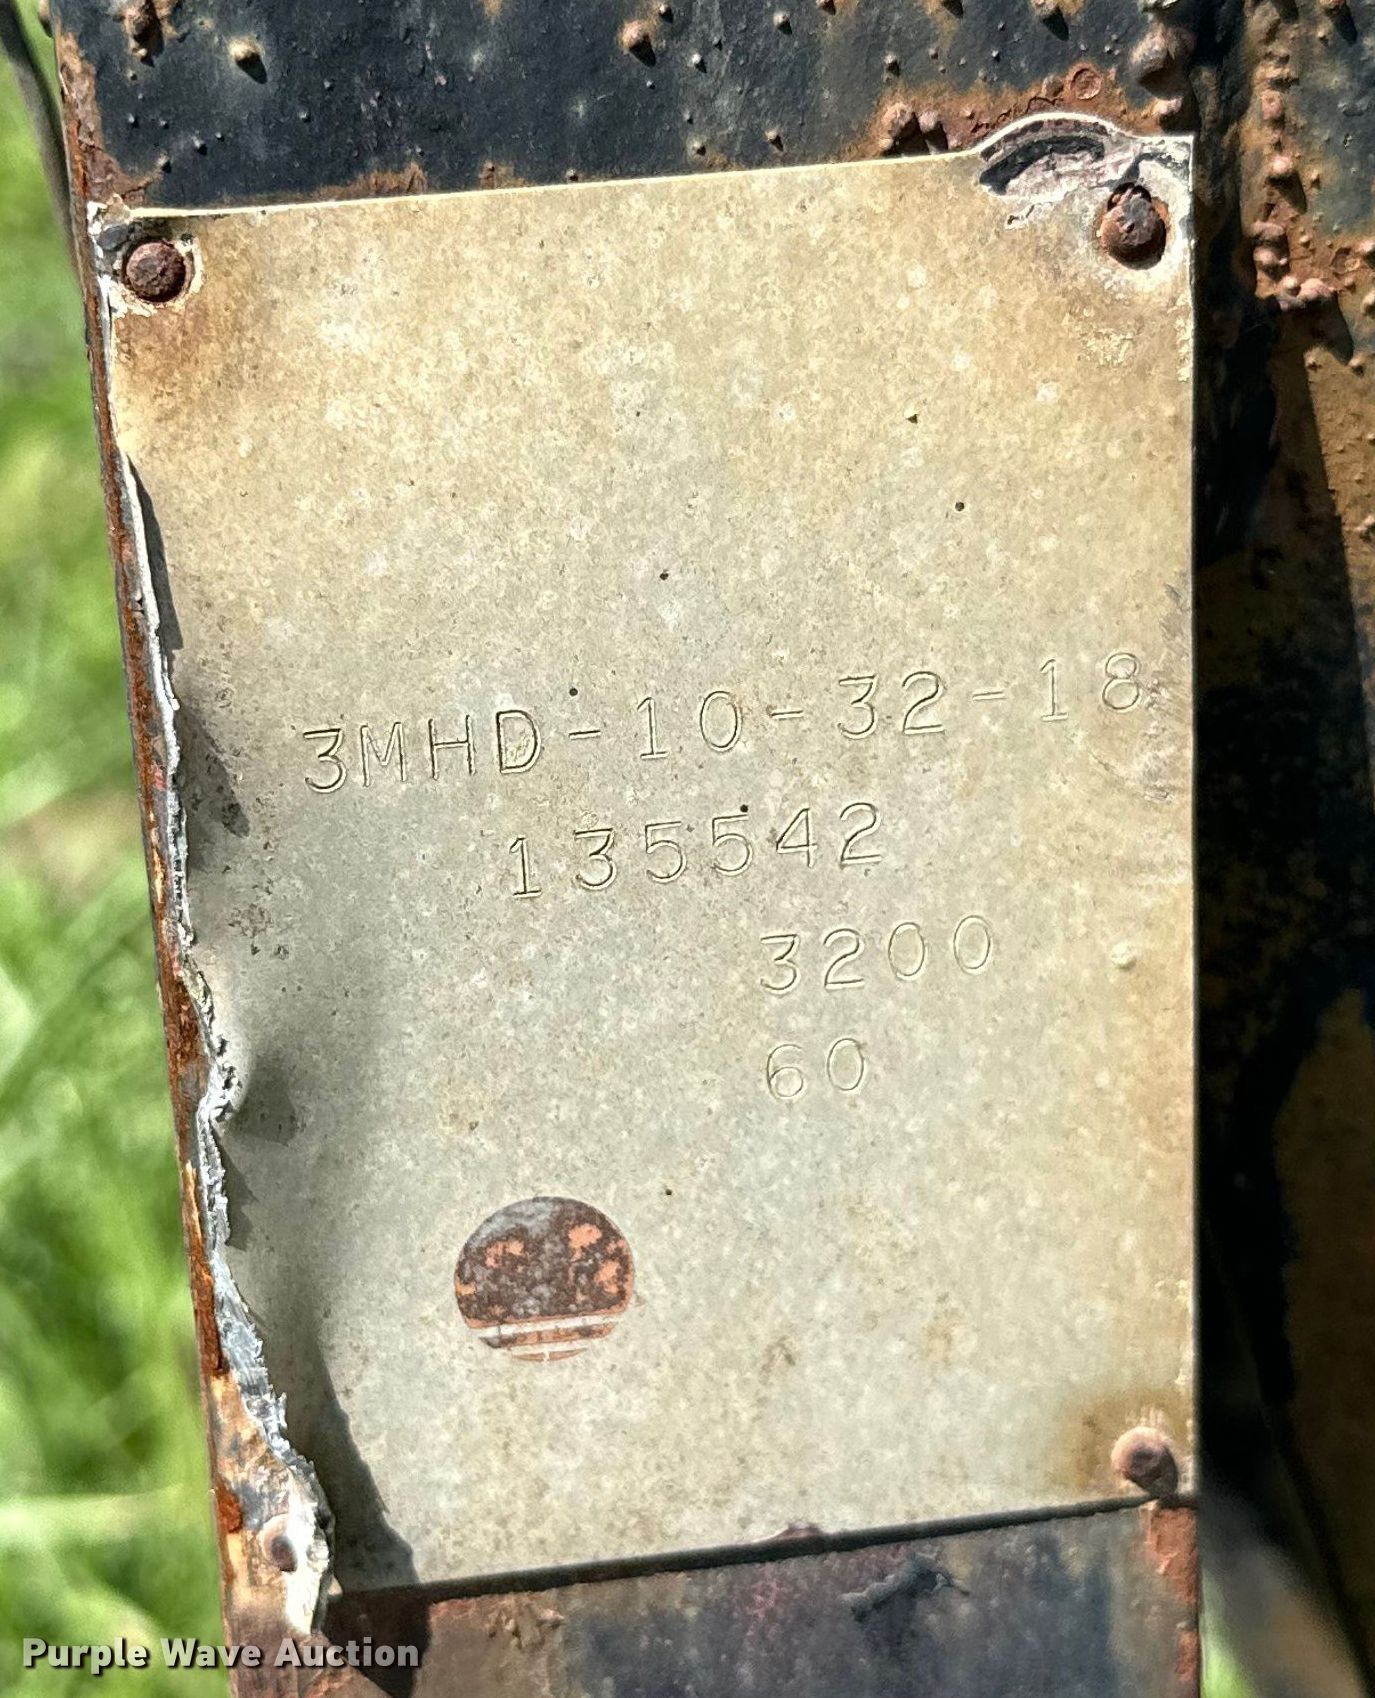 3MHD-10-32-18
135542
3200
60
Purple Wave Auction